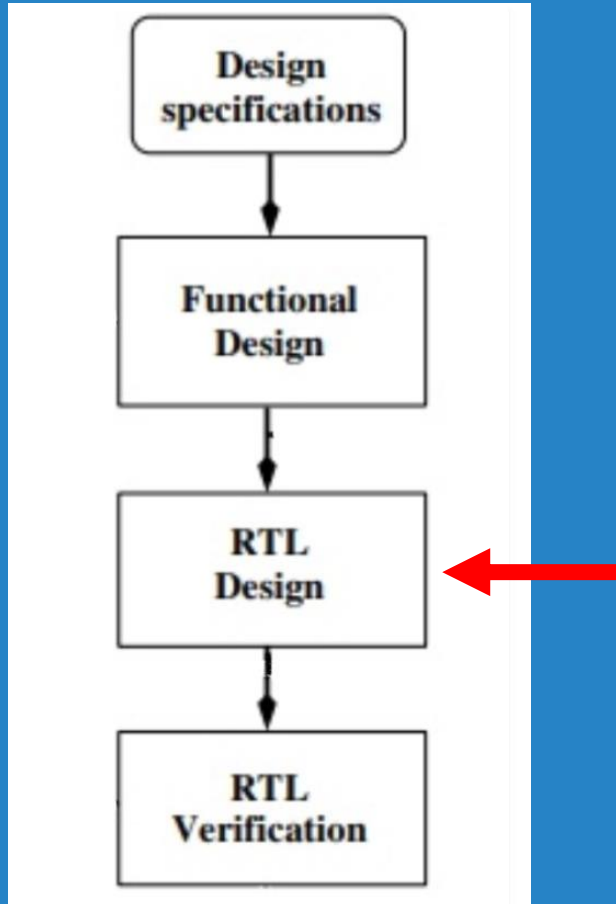 Design
specifications
Functional
Design
RTL
Design
RTL
Verification